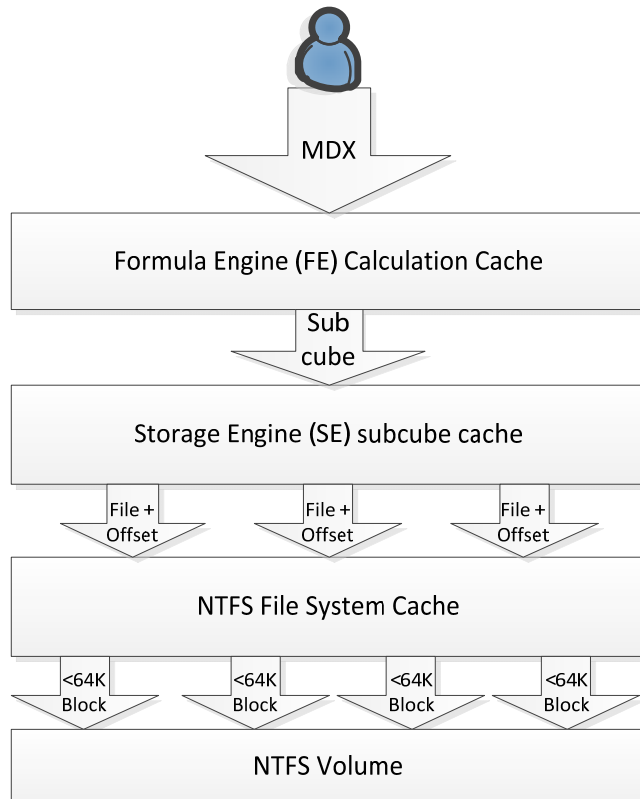 MDX
Formula Engine (FE) Calculation Cache
Sub
cube
Storage Engine (SE) subcube cache
File +
Offset
File +
Offset
File +
Offset
NTFS File System Cache
<64K
Block
<64K
Block
<64K
Block
<64K
Block
NTFS Volume